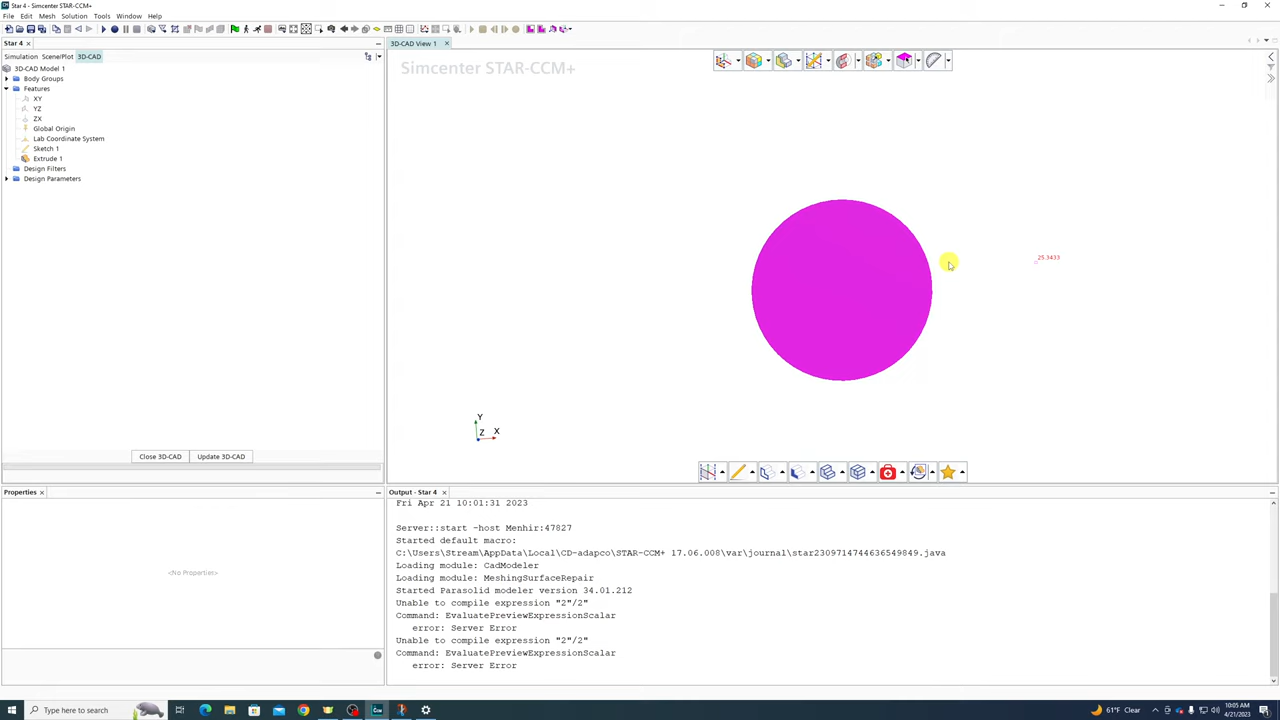 Star 4 - Simcenter STAR-CCM+
File Edit Mesh Solution Tools Window Help
Star 4
3D-CAD View 1
Simulation Scene/Plot 3D-CAD
Simcenter STAR-CCM+
3D-CAD Model 1
Body Groups
Features
XY
YZ
ZX
Global Origin
Lab Coordinate System
Sketch 1
Extrude 1
Design Filters
Design Parameters
25.3433
Y
Z X
Close 3D-CAD Update 3D-CAD
Properties
<No Properties>
Output - Star 4
Fri Apr 21 10:01:31 2023
Server::start -host Menhir:47827
Started default macro:
C:\Users\Stream\AppData\Local\CD-adapco\STAR-CCM+ 17.06.008\var\journal\star2309714744636549849.java
Loading module: CadModeler
Loading module: MeshingSurfaceRepair
Started Parasolid modeler version 34.01.212
Unable to compile expression "2"/2"
Command: EvaluatePreviewExpressionScalar
error: Server Error
Unable to compile expression "2"/2"
Command: EvaluatePreviewExpressionScalar
error: Server Error
Type here to search
61°F Clear
10:05 AM
4/21/2023